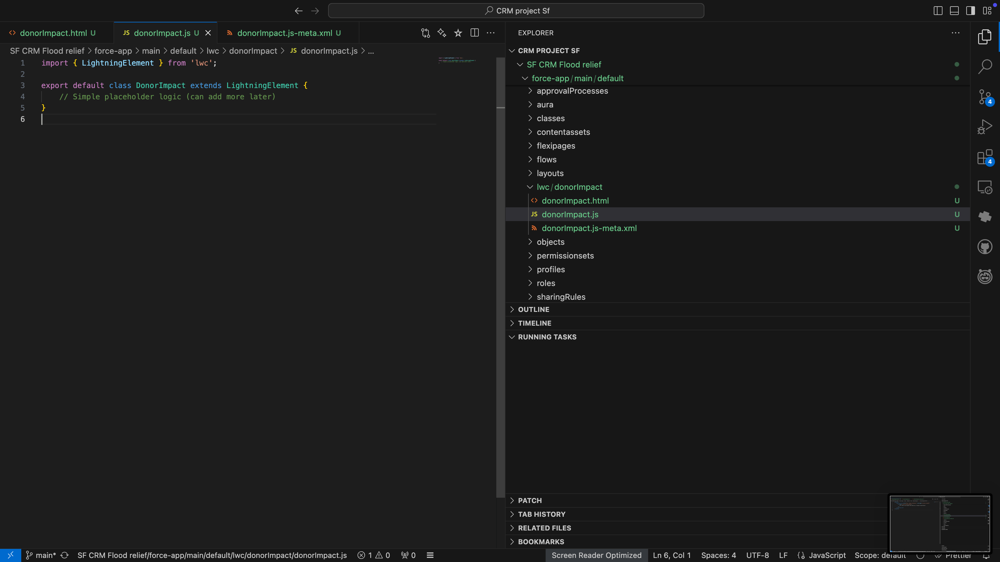 CRM project Sf
donorImpact.html U
JS donorImpact.js U
donorImpact.js-meta.xml U
SF CRM Flood relief > force-app > main > default > lwc > donorImpact > JS donorImpact.js > ...
1 import { LightningElement } from 'lwc';
2
3 export default class DonorImpact extends LightningElement {
4 // Simple placeholder logic (can add more later)
5 }
6
EXPLORER
CRM PROJECT SF
SF CRM Flood relief
force-app/main/default
approvalProcesses
aura
classes
contentassets
flexipages
flows
layouts
lwc/donorImpact
donorImpact.html U
JS donorImpact.js U
donorImpact.js-meta.xml U
objects
permissionsets
profiles
roles
sharingRules
OUTLINE
TIMELINE
RUNNING TASKS
PATCH
TAB HISTORY
RELATED FILES
BOOKMARKS
4
4
main* SF CRM Flood relief/force-app/main/default/lwc/donorImpact/donorImpact.js 1 0 0 Screen Reader Optimized Ln 6, Col 1 Spaces: 4 UTF-8 LF JavaScript Scope: default Prettier